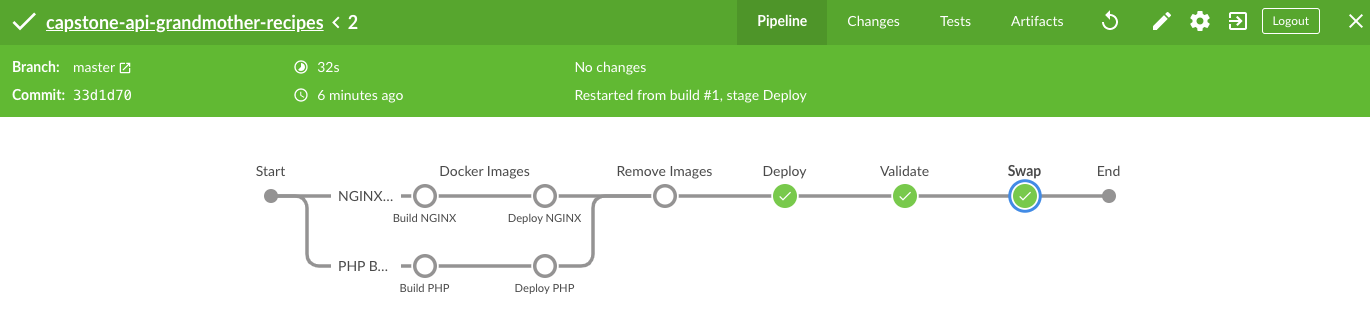 capstone-api-grandmother-recipes < 2 Pipeline Changes Tests Artifacts Logout
Branch: master 32s No changes
Commit: 33d1d70 6 minutes ago Restarted from build #1, stage Deploy
Start Docker Images Remove Images Deploy Validate Swap End
NGINX...
Build NGINX Deploy NGINX
PHP B...
Build PHP Deploy PHP